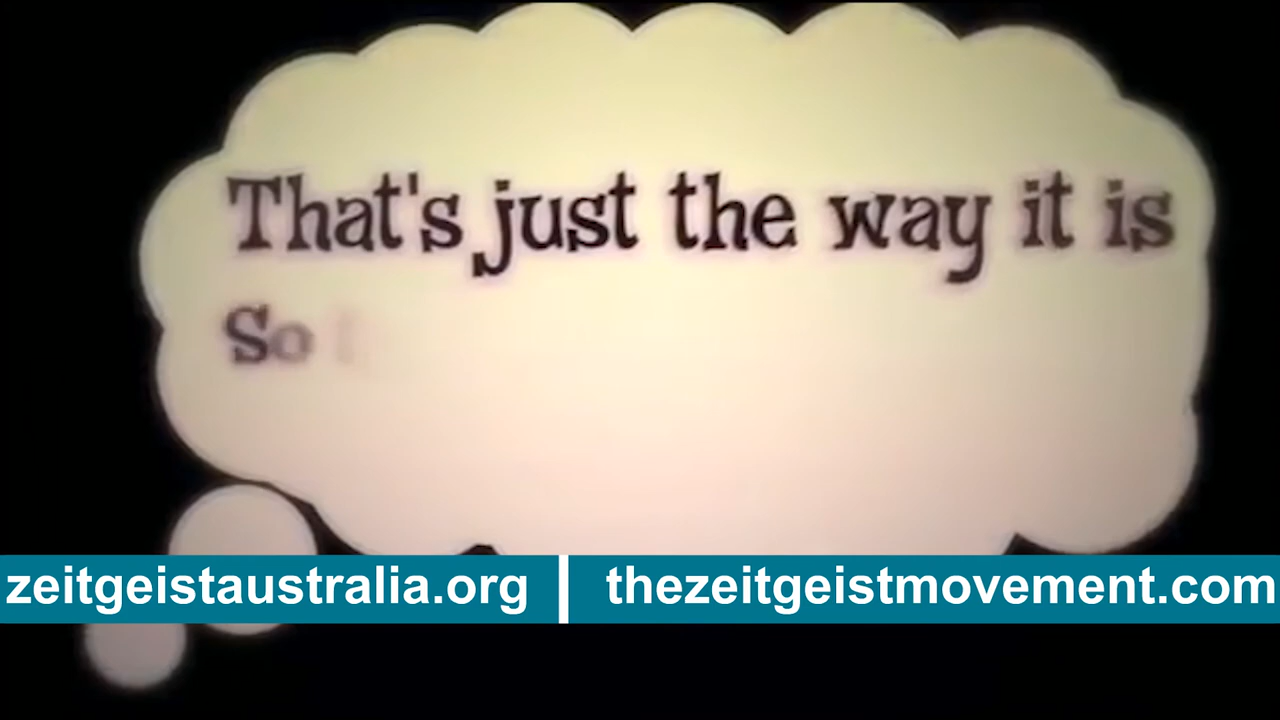 That's just the way it is
So
zeitgeistaustralia.org | thezeitgeistmovement.com